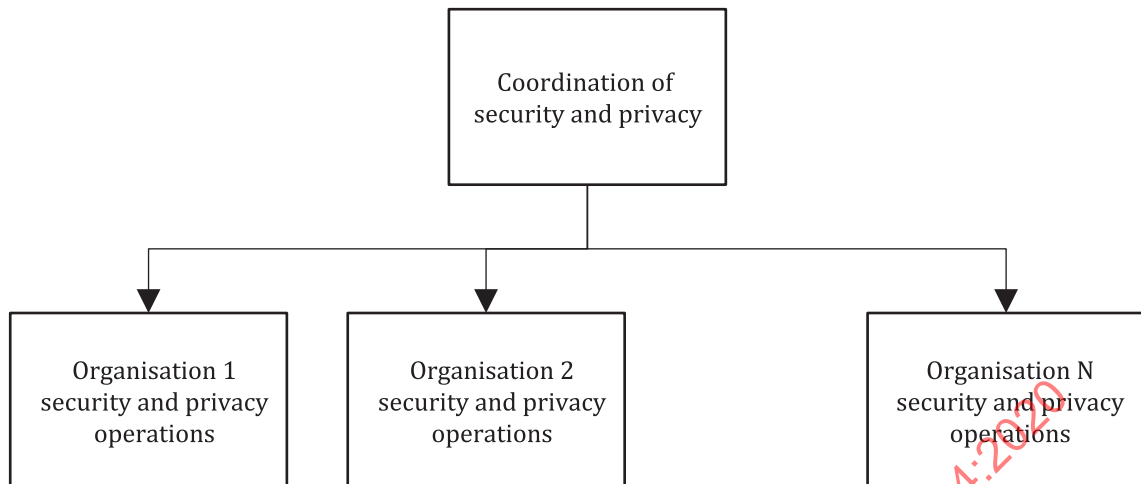 Coordination of
security and privacy
Organisation 1
security and privacy
operations
Organisation 2
security and privacy
operations
Organisation N
security and privacy
operations
4:2020